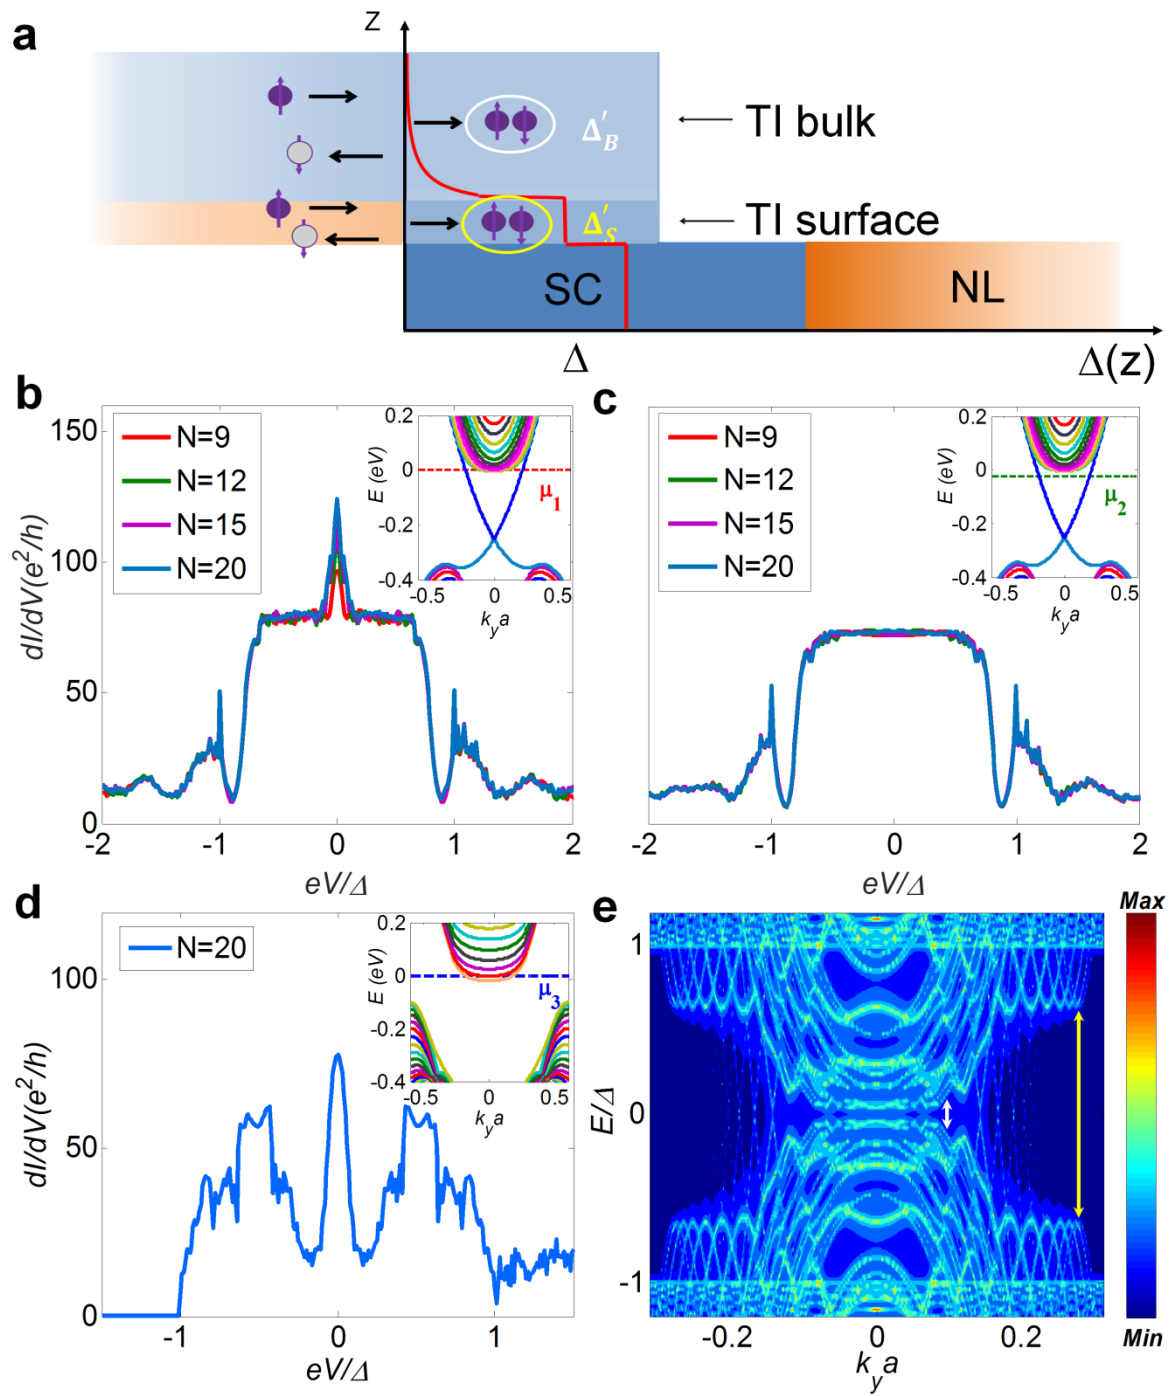 a
Z
Δ'B
TI bulk
Δ'S
TI surface
SC
NL
Δ
Δ(z)
b
150
100
50
0
dI/dV(e²/h)
N=9
N=12
N=15
N=20
0.2
0
-0.2
-0.4
E (eV)
μ1
-0.5 0 0.5
kya
-2 -1 0 1 2
eV/Δ
c
N=9
N=12
N=15
N=20
0.2
0
-0.2
-0.4
E (eV)
μ2
-0.5 0 0.5
kya
-2 -1 0 1 2
eV/Δ
d
100
50
0
dI/dV(e²/h)
N=20
0.2
0
-0.2
-0.4
E (eV)
μ3
-0.5 0 0.5
kya
-1 0 1
eV/Δ
e
1
0
-1
E/Δ
-0.2 0 0.2
kya
Max
Min